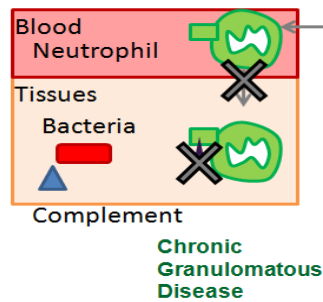 Blood
Neutrophil
Tissues
Bacteria
Complement
Chronic
Granulomatous
Disease